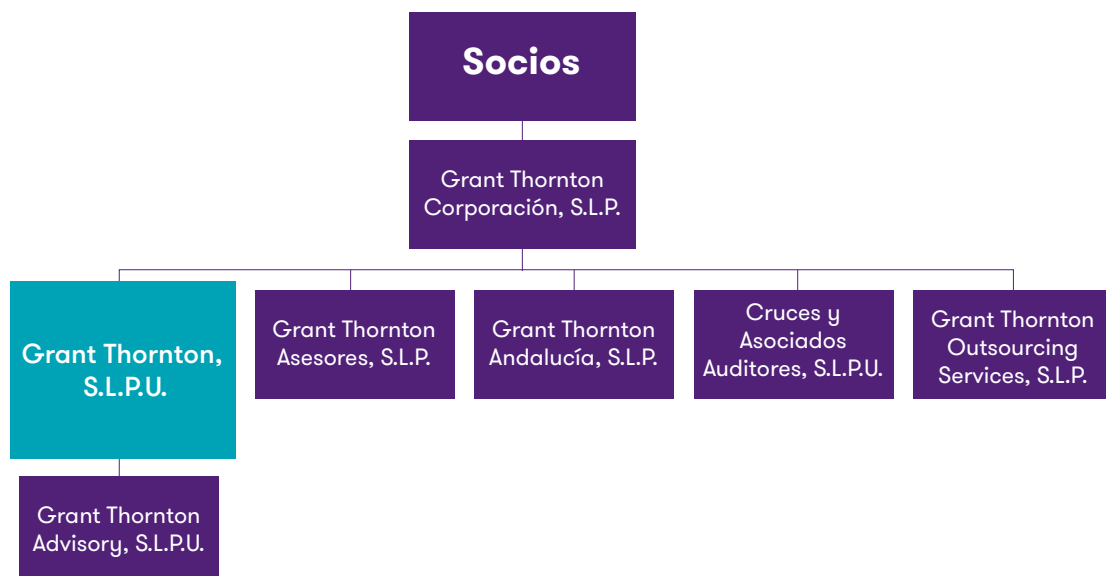 Socios
Grant Thornton
Corporación, S.L.P.
Grant Thornton,
S.L.P.U.
Grant Thornton
Asesores, S.L.P.
Grant Thornton
Andalucía, S.L.P.
Cruces y
Asociados
Auditores, S.L.P.U.
Grant Thornton
Outsourcing
Services, S.L.P.
Grant Thornton
Advisory, S.L.P.U.